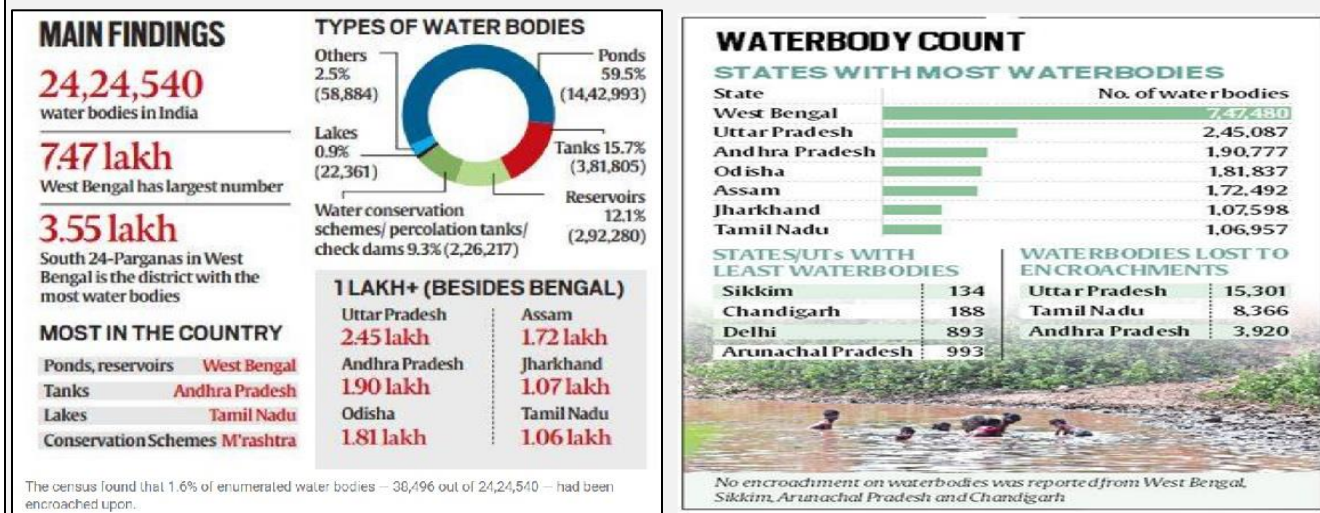 MAIN FINDINGS
24,24,540
water bodies in India
7.47 lakh
West Bengal has largest number
3.55 lakh
South 24-Parganas in West
Bengal is the district with the
most water bodies
MOST IN THE COUNTRY
Ponds, reservoirs West Bengal
Tanks Andhra Pradesh
Lakes Tamil Nadu
Conservation Schemes M'rashtra
TYPES OF WATER BODIES
Others
2.5%
(58,884)
Ponds
59.5%
(14,42,993)
Lakes
0.9%
(22,361)
Tanks 15.7%
(3,81,805)
Reservoirs
12.1%
(2,92,280)
Water conservation
schemes/ percolation tanks/
check dams 9.3% (2,26,217)
1 LAKH+ (BESIDES BENGAL)
Uttar Pradesh
2.45 lakh
Andhra Pradesh
1.90 lakh
Odisha
1.81 lakh
Assam
1.72 lakh
Jharkhand
1.07 lakh
Tamil Nadu
1.06 lakh
The census found that 1.6% of enumerated water bodies — 38,496 out of 24,24,540 — had been
encroached upon.
WATERBODY COUNT
STATES WITH MOST WATERBODIES
State No. of waterbodies
West Bengal 7,47,480
Uttar Pradesh 2,45,087
Andhra Pradesh 1,90,777
Odisha 1,81,837
Assam 1,72,492
Jharkhand 1,07,598
Tamil Nadu 1,06,957
STATES/UTs WITH
LEAST WATERBODIES
Sikkim 134
Chandigarh 188
Delhi 893
Arunachal Pradesh 993
WATERBODIES LOST TO
ENCROACHMENTS
Uttar Pradesh 15,301
Tamil Nadu 8,366
Andhra Pradesh 3,920
No encroachment on waterbodies was reported from West Bengal,
Sikkim, Arunachal Pradesh and Chandigarh